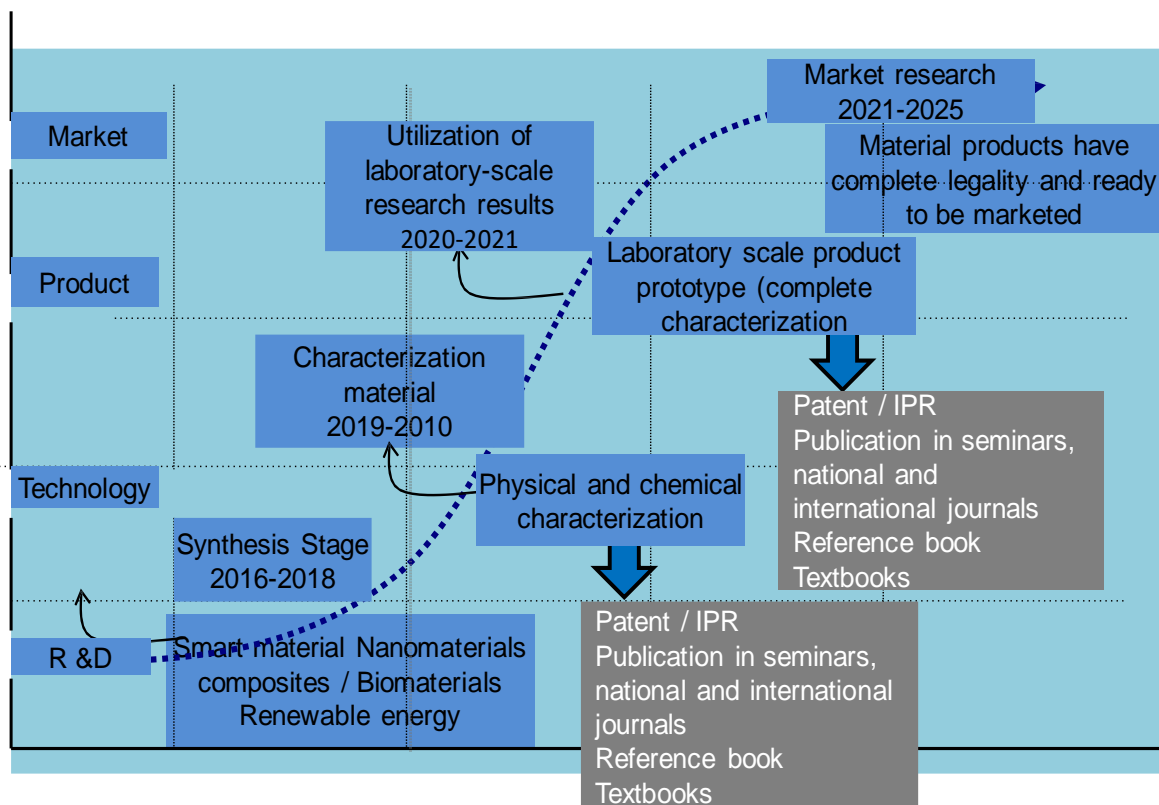 Market research
2021-2025
Market
Utilization of
laboratory-scale
research results
2020-2021
Material products have
complete legality and ready
to be marketed
Product
Laboratory scale product
prototype (complete
characterization
Characterization
material
2019-2010
Patent / IPR
Publication in seminars,
national and
international journals
Reference book
Textbooks
Technology
Physical and chemical
characterization
Synthesis Stage
2016-2018
R &D
Smart material Nanomaterials
composites / Biomaterials
Renewable energy
Patent / IPR
Publication in seminars,
national and international
journals
Reference book
Textbooks